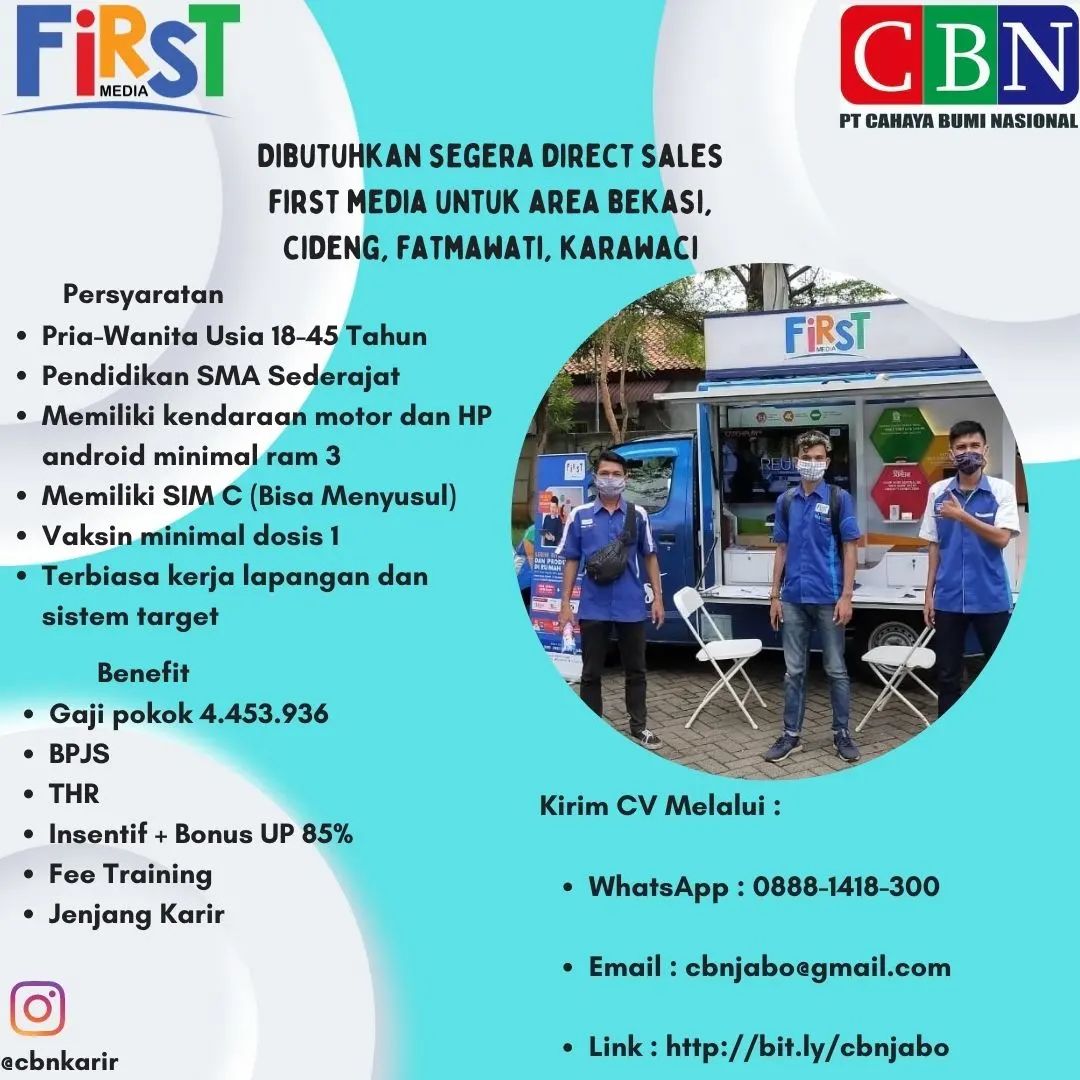 FiRST
MEDIA
CBN
PT CAHAYA BUMI NASIONAL
DIBUTUHKAN SEGERA DIRECT SALES
FIRST MEDIA UNTUK AREA BEKASI,
CIDENG, FATMAWATI, KARAWACI
Persyaratan
• Pria-Wanita Usia 18-45 Tahun
• Pendidikan SMA Sederajat
• Memiliki kendaraan motor dan HP
android minimal ram 3
• Memiliki SIM C (Bisa Menyusul)
• Vaksin minimal dosis 1
• Terbiasa kerja lapangan dan
sistem target
Benefit
• Gaji pokok 4.453.936
• BPJS
• THR
• Insentif + Bonus UP 85%
• Fee Training
• Jenjang Karir
@cbnkarir
FiRST
MEDIA
FiRST
DI RUMAH
Kirim CV Melalui :
• WhatsApp : 0888-1418-300
• Email : cbnjabo@gmail.com
• Link : http://bit.ly/cbnjabo